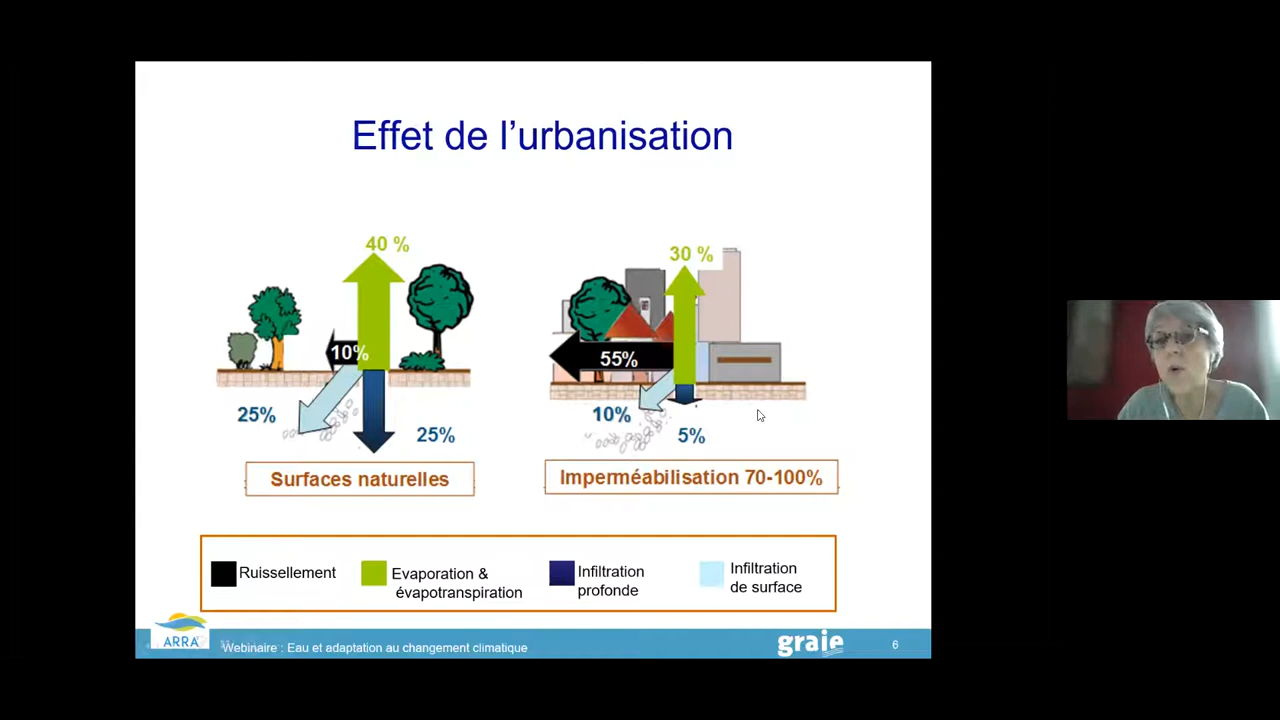 Effet de l’urbanisation
40 %
10%
25%
25%
Surfaces naturelles
30 %
55%
10%
5%
Imperméabilisation 70-100%
Ruissellement
Evaporation &
évapotranspiration
Infiltration
profonde
Infiltration
de surface
ARRA
Webinaire : Eau et adaptation au changement climatique
graie
6